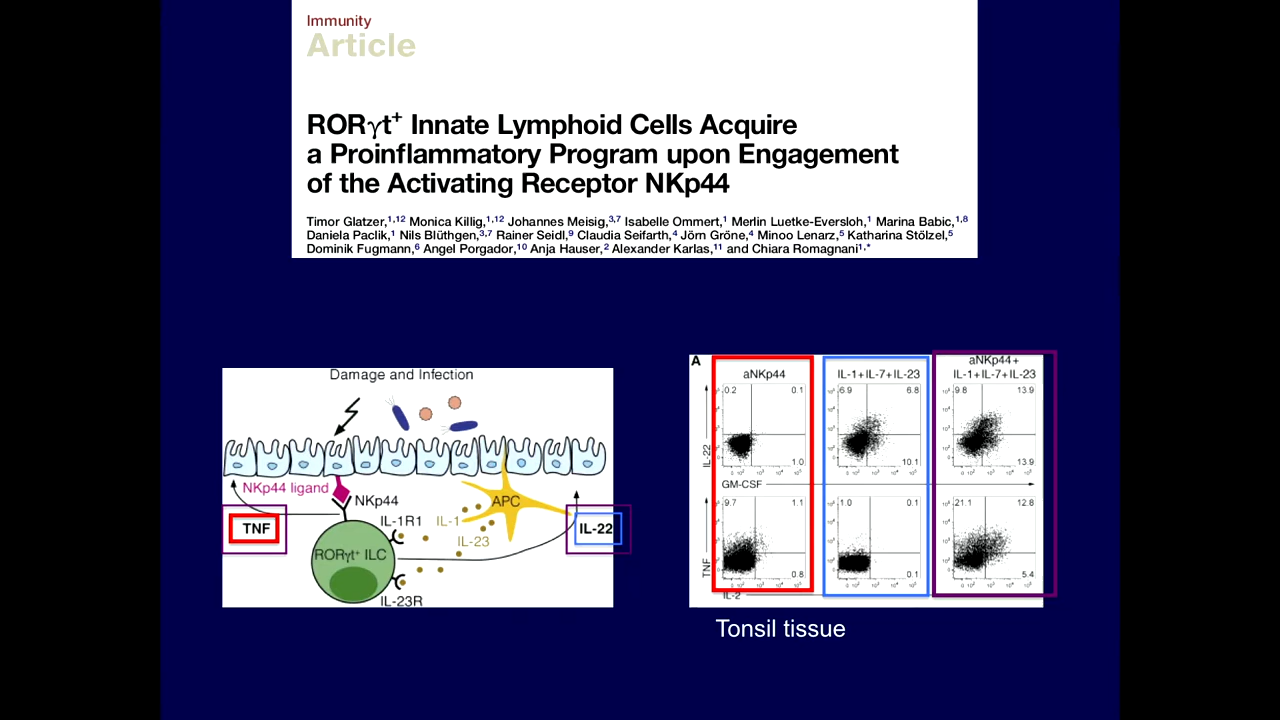 Immunity
Article
RORγt⁺ Innate Lymphoid Cells Acquire
a Proinflammatory Program upon Engagement
of the Activating Receptor NKp44
Timor Glatzer,1,12 Monica Killig,1,12 Johannes Meisig,3,7 Isabelle Ommert,1 Merlin Luetke-Eversloh,1 Marina Babic,1,8
Daniela Paclik,1 Nils Blüthgen,3,7 Rainer Seidl,9 Claudia Seifarth,4 Jörn Gröne,4 Minoo Lenarz,5 Katharina Stölzel,5
Dominik Fugmann,6 Angel Porgador,10 Anja Hauser,2 Alexander Karlas,11 and Chiara Romagnani1,*
Damage and Infection
NKp44 ligand
NKp44
APC
TNF
IL-1R1
IL-1
IL-22
IL-23
RORγt⁺ ILC
IL-23R
A
aNKp44
IL-1+IL-7+IL-23
aNKp44+
IL-1+IL-7+IL-23
0.2 0.1
6.9 6.8
9.8 13.9
IL-22
1.0
10.1
13.9
GM-CSF
9.7 1.1
1.0 0.1
21.1 12.8
TNF
0.8
0.1
5.4
IL-2
Tonsil tissue